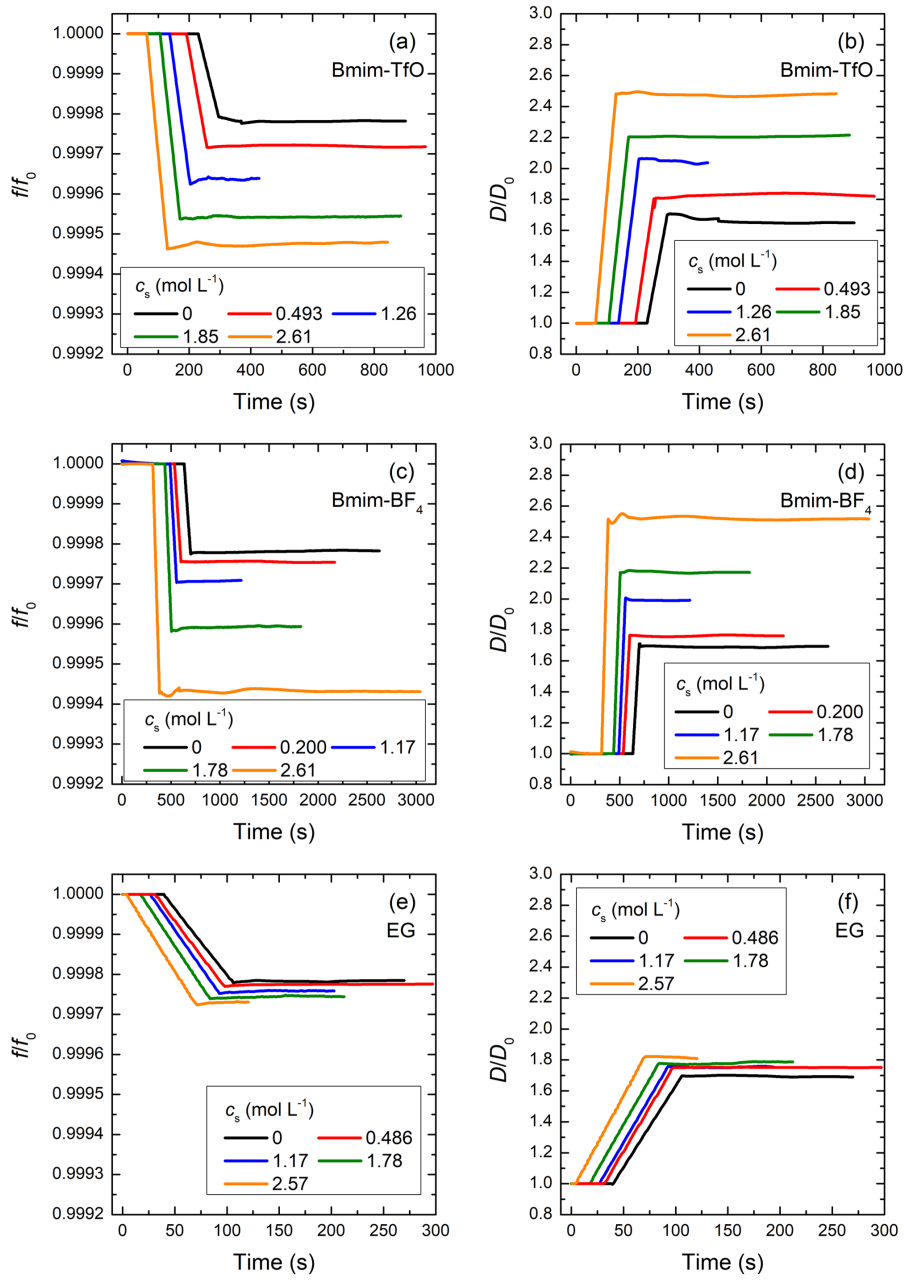 (a)
Bmim-TfO
1.0000
0.9999
0.9998
0.9997
0.9996
0.9995
0.9994
0.9993
0.9992
f/f0
cs (mol L-1)
0 0.493 1.26
1.85 2.61
0 200 400 600 800 1000
Time (s)
(b)
Bmim-TfO
3.0
2.8
2.6
2.4
2.2
2.0
1.8
1.6
1.4
1.2
1.0
0.8
D/D0
cs (mol L-1)
0 0.493
1.26 1.85
2.61
0 200 400 600 800 1000
Time (s)
(c)
Bmim-BF4
1.0000
0.9999
0.9998
0.9997
0.9996
0.9995
0.9994
0.9993
0.9992
f/f0
cs (mol L-1)
0 0.200 1.17
1.78 2.61
0 500 1000 1500 2000 2500 3000
Time (s)
(d)
Bmim-BF4
3.0
2.8
2.6
2.4
2.2
2.0
1.8
1.6
1.4
1.2
1.0
0.8
D/D0
cs (mol L-1)
0 0.200
1.17 1.78
2.61
0 500 1000 1500 2000 2500 3000
Time (s)
(e)
EG
1.0000
0.9999
0.9998
0.9997
0.9996
0.9995
0.9994
0.9993
0.9992
f/f0
cs (mol L-1)
0 0.486
1.17 1.78
2.57
0 50 100 150 200 250 300
Time (s)
(f)
EG
3.0
2.8
2.6
2.4
2.2
2.0
1.8
1.6
1.4
1.2
1.0
0.8
D/D0
cs (mol L-1)
0 0.486
1.17 1.78
2.57
0 50 100 150 200 250 300
Time (s)